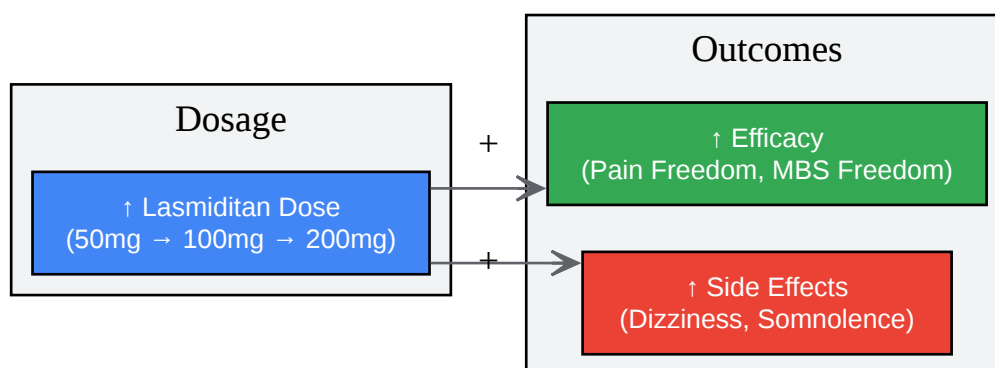 Dosage
↑ Lasmiditan Dose
(50mg → 100mg → 200mg)
+
+
Outcomes
↑ Efficacy
(Pain Freedom, MBS Freedom)
↑ Side Effects
(Dizziness, Somnolence)